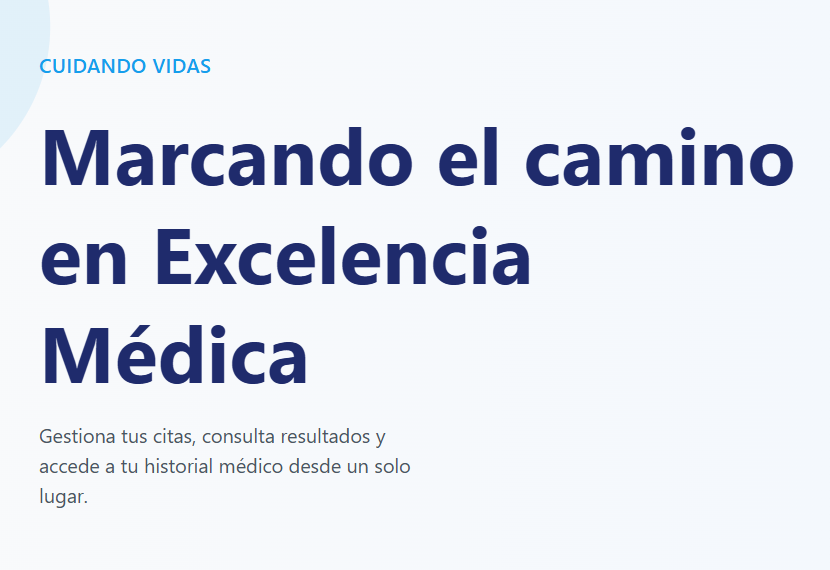 CUIDANDO VIDAS
Marcando el camino
en Excelencia
Médica
Gestiona tus citas, consulta resultados y
accede a tu historial médico desde un solo
lugar.